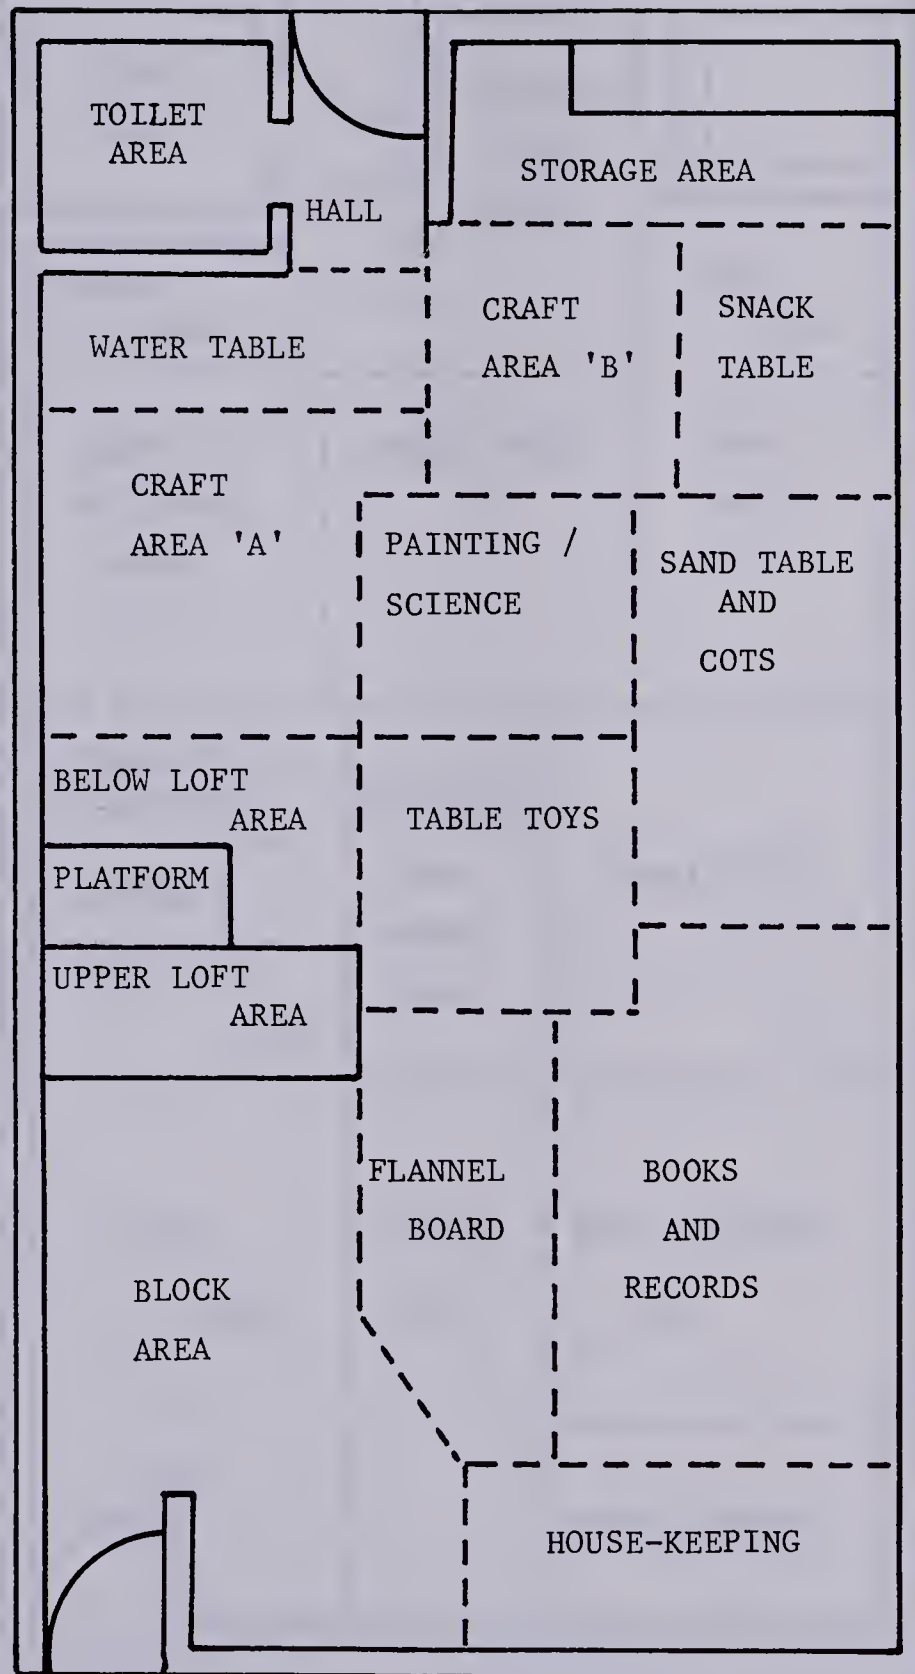 TOILET
AREA
HALL
STORAGE AREA
WATER TABLE
CRAFT
AREA 'B'
SNACK
TABLE
CRAFT
AREA 'A'
PAINTING /
SCIENCE
SAND TABLE
AND
COTS
BELOW LOFT
AREA
TABLE TOYS
PLATFORM
UPPER LOFT
AREA
FLANNEL
BOARD
BOOKS
AND
RECORDS
BLOCK
AREA
HOUSE-KEEPING